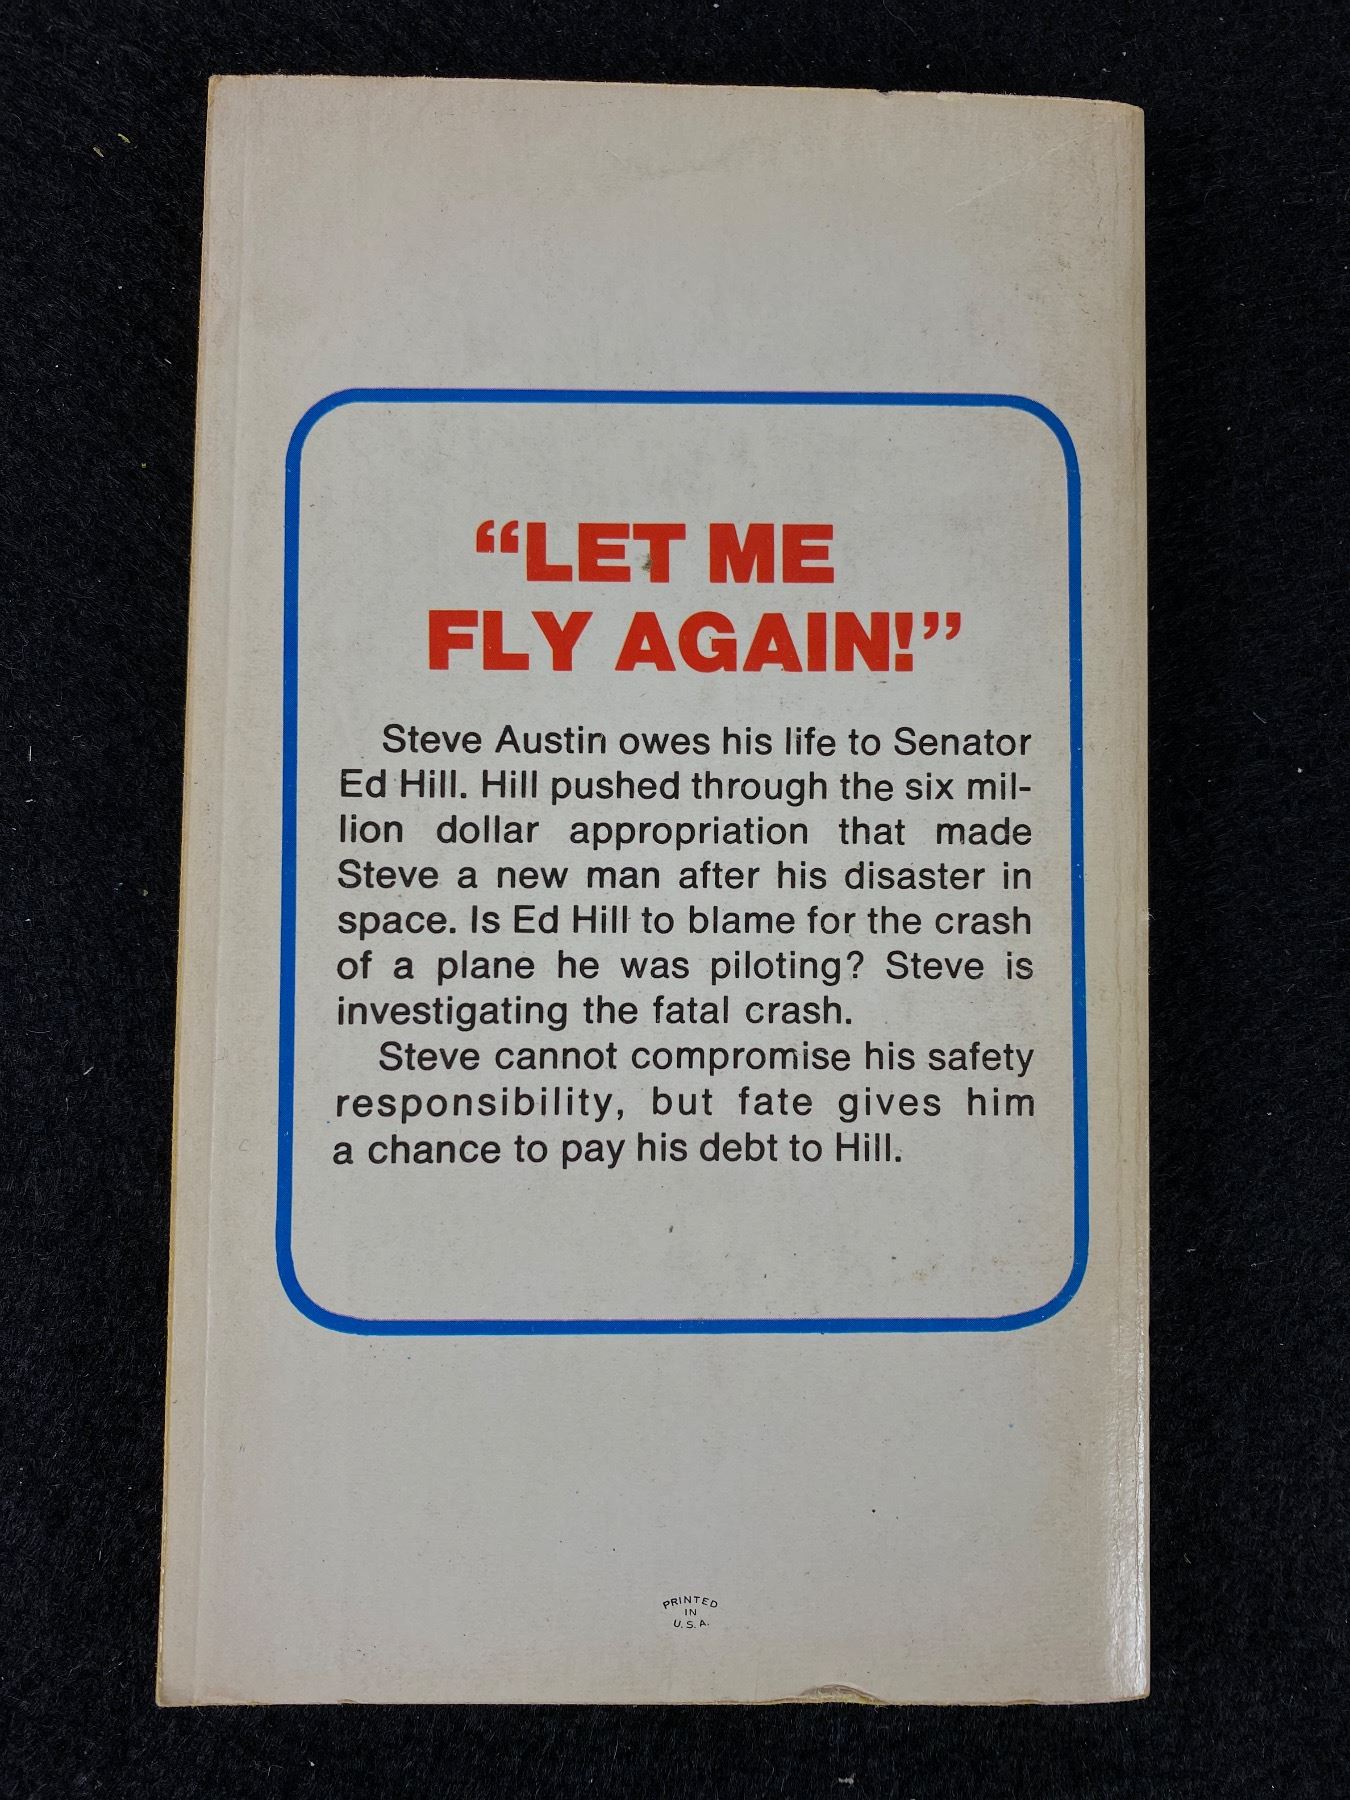 “LET ME
FLY AGAIN!”
Steve Austin owes his life to Senator
Ed Hill. Hill pushed through the six mil-
lion dollar appropriation that made
Steve a new man after his disaster in
space. Is Ed Hill to blame for the crash
of a plane he was piloting? Steve is
investigating the fatal crash.
Steve cannot compromise his safety
responsibility, but fate gives him
a chance to pay his debt to Hill.
PRINTED
IN
U. S. A.